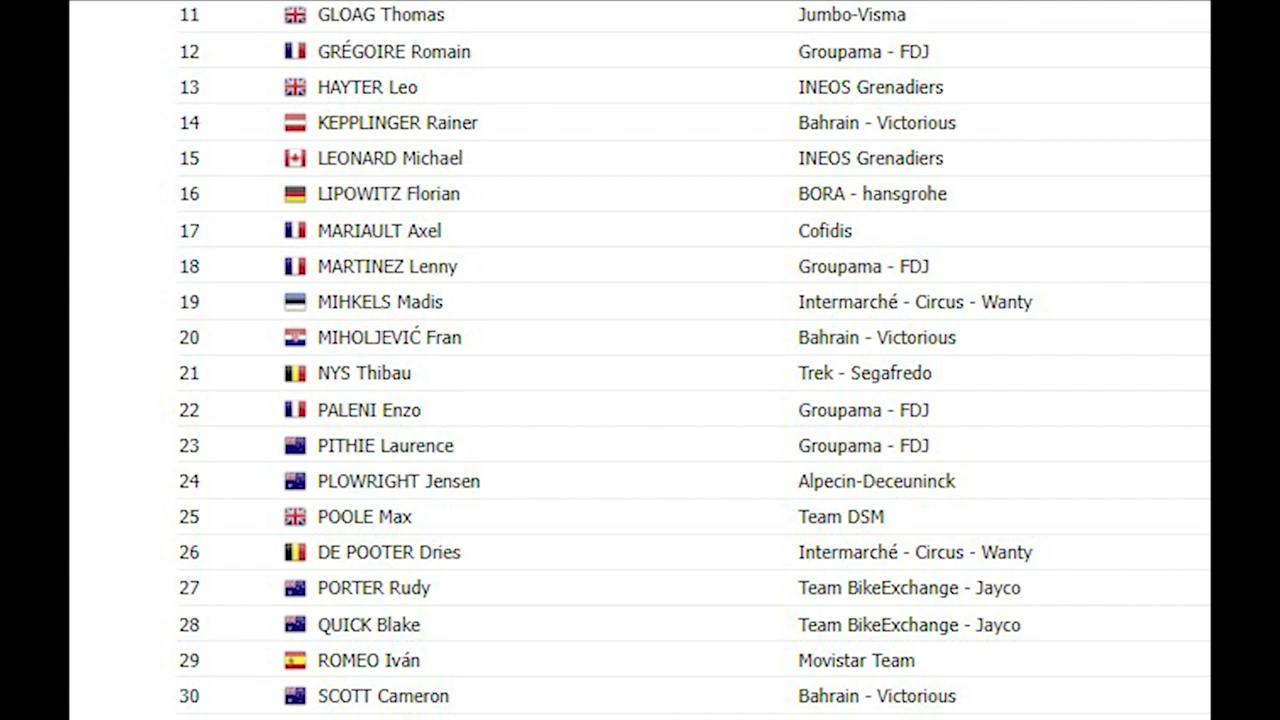 11 GLOAG Thomas Jumbo-Visma
12 GRÉGOIRE Romain Groupama - FDJ
13 HAYTER Leo INEOS Grenadiers
14 KEPPLINGER Rainer Bahrain - Victorious
15 LEONARD Michael INEOS Grenadiers
16 LIPOWITZ Florian BORA - hansgrohe
17 MARIAULT Axel Cofidis
18 MARTINEZ Lenny Groupama - FDJ
19 MIHKELS Madis Intermarché - Circus - Wanty
20 MIHOLJEVIĆ Fran Bahrain - Victorious
21 NYS Thibau Trek - Segafredo
22 PALENI Enzo Groupama - FDJ
23 PITHIE Laurence Groupama - FDJ
24 PLOWRIGHT Jensen Alpecin-Deceuninck
25 POOLE Max Team DSM
26 DE POOTER Dries Intermarché - Circus - Wanty
27 PORTER Rudy Team BikeExchange - Jayco
28 QUICK Blake Team BikeExchange - Jayco
29 ROMEO Iván Movistar Team
30 SCOTT Cameron Bahrain - Victorious